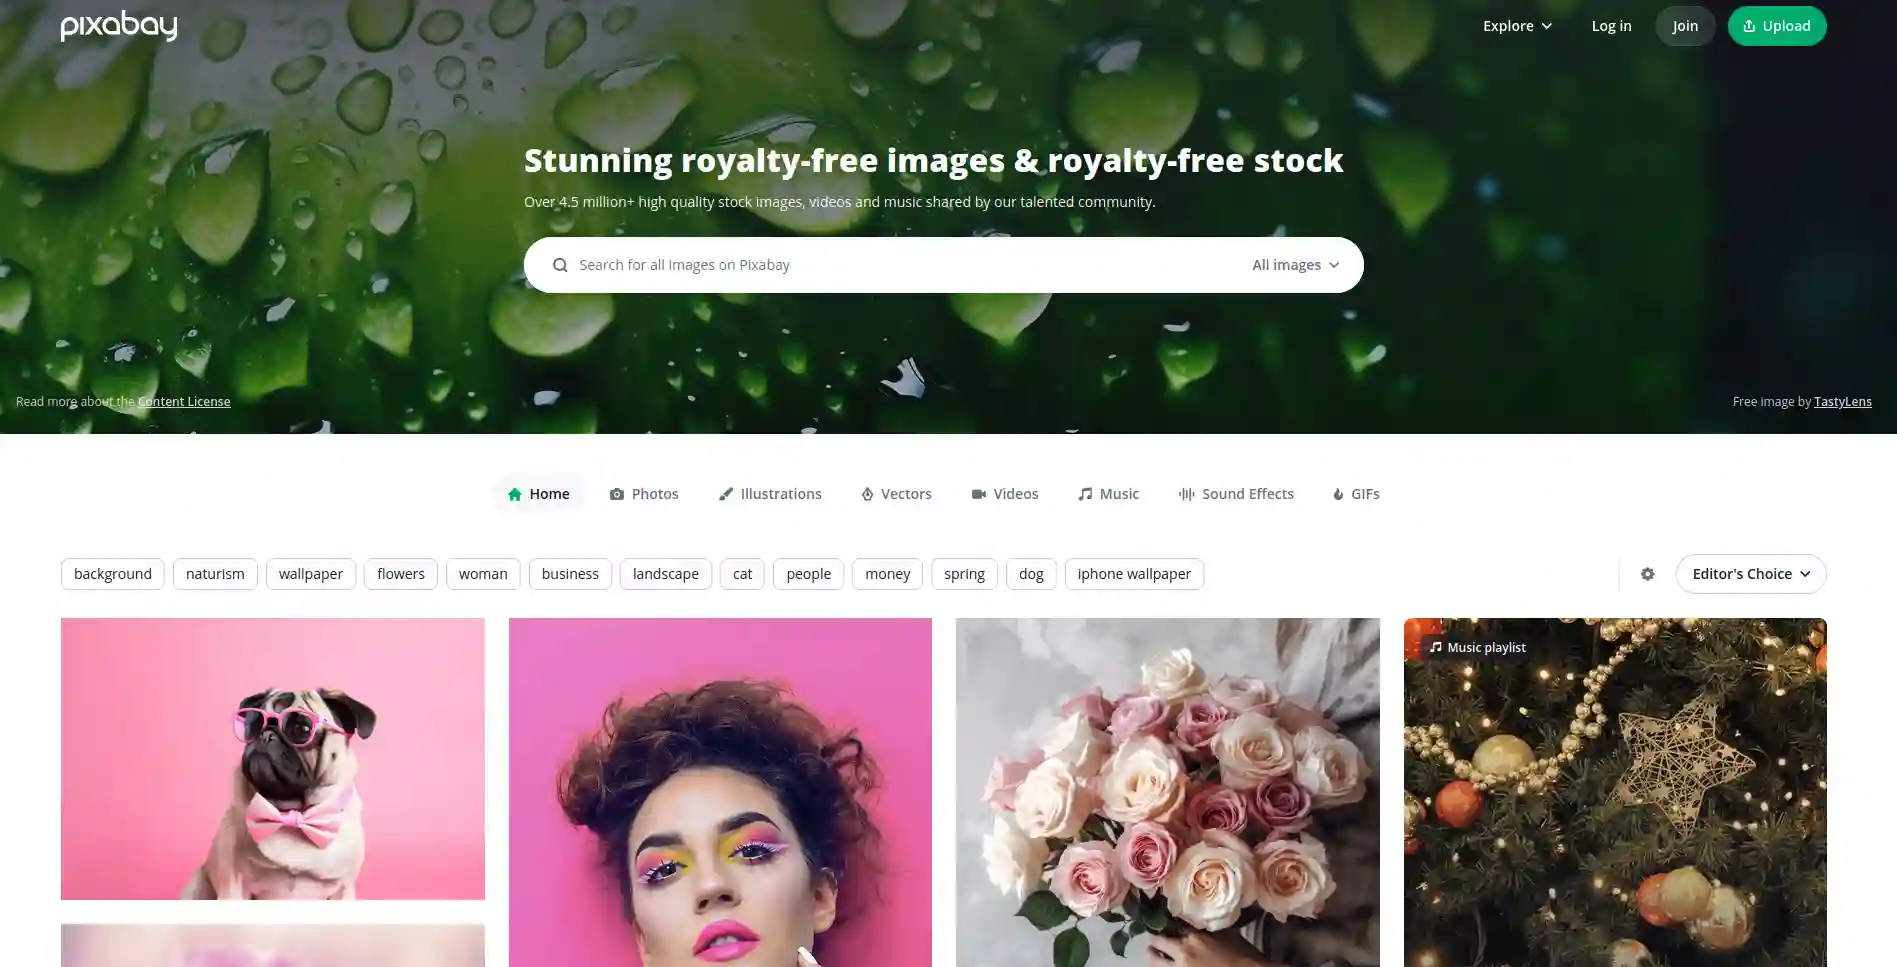 pixabay
Explore
Log in
Join
Upload
Stunning royalty-free images & royalty-free stock
Over 4.5 million+ high quality stock images, videos and music shared by our talented community.
Search for all images on Pixabay
All images
Read more about the Content License
Free image by TastyLens
Home
Photos
Illustrations
Vectors
Videos
Music
Sound Effects
GIFs
background
naturism
wallpaper
flowers
woman
business
landscape
cat
people
money
spring
dog
iphone wallpaper
Editor's Choice
Music playlist